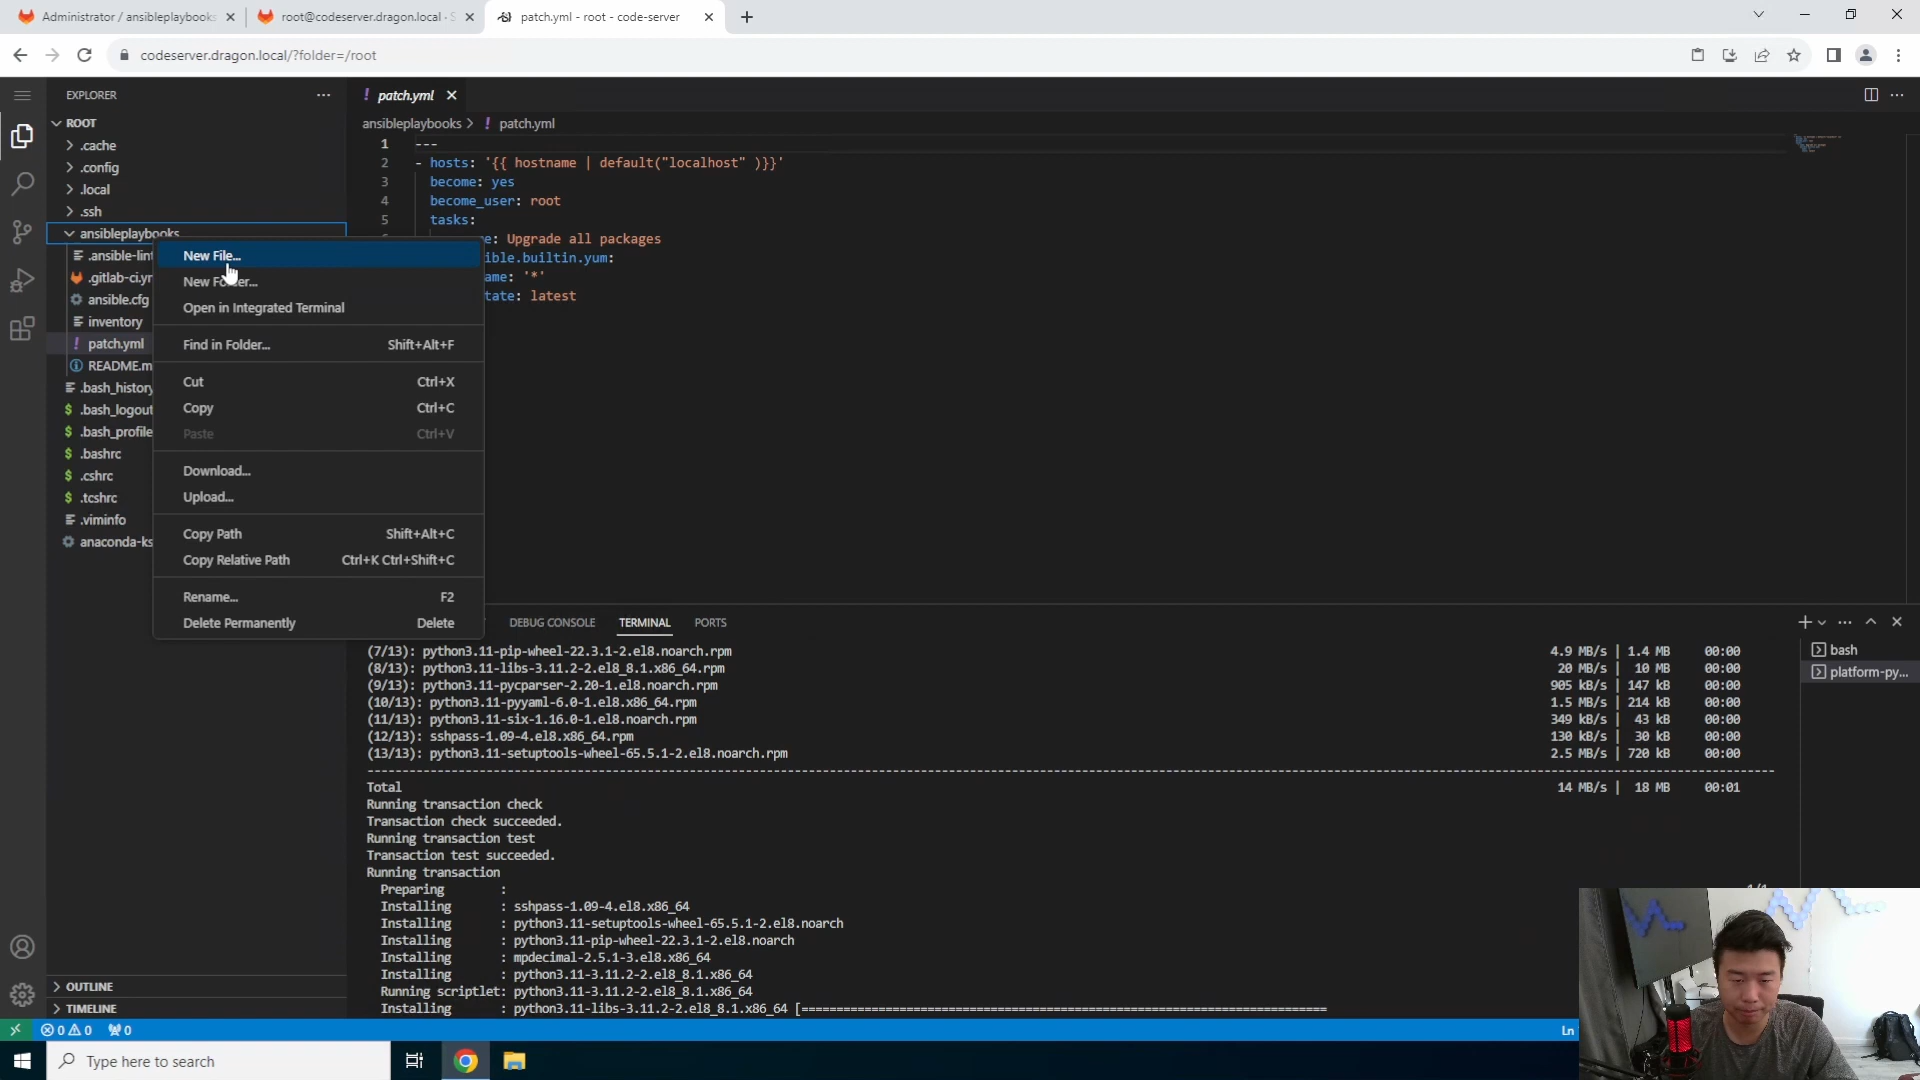 Administrator / ansibleplaybooks
root@codeserver.dragon.local - S
patch.yml - root - code-server
codeserver.dragon.local/?folder=/root
EXPLORER
patch.yml
ROOT
ansibleplaybooks > ! patch.yml
.cache
.config
.local
.ssh
ansibleplaybooks
.ansible-lint
.gitlab-ci.yr
ansible.cfg
inventory
! patch.yml
README.m
.bash_history
.bash_logout
.bash_profile
.bashrc
.cshrc
.tcshrc
.viminfo
anaconda-ks
1 ---
2 - hosts: '{{ hostname | default("localhost" )}}'
3 become: yes
4 become_user: root
5 tasks:
e: Upgrade all packages
ible.builtin.yum:
ame: '*'
tate: latest
New File...
New Folder...
Open in Integrated Terminal
Find in Folder... Shift+Alt+F
Cut Ctrl+X
Copy Ctrl+C
Paste Ctrl+V
Download...
Upload...
Copy Path Shift+Alt+C
Copy Relative Path Ctrl+K Ctrl+Shift+C
Rename... F2
Delete Permanently Delete
DEBUG CONSOLE TERMINAL PORTS
bash
platform-py...
(7/13): python3.11-pip-wheel-22.3.1-2.el8.noarch.rpm 4.9 MB/s | 1.4 MB 00:00
(8/13): python3.11-libs-3.11.2-2.el8_8.1.x86_64.rpm 20 MB/s | 10 MB 00:00
(9/13): python3.11-pycparser-2.20-1.el8.noarch.rpm 905 kB/s | 147 kB 00:00
(10/13): python3.11-pyyaml-6.0-1.el8.x86_64.rpm 1.5 MB/s | 214 kB 00:00
(11/13): python3.11-six-1.16.0-1.el8.noarch.rpm 349 kB/s | 43 kB 00:00
(12/13): sshpass-1.09-4.el8.x86_64.rpm 130 kB/s | 30 kB 00:00
(13/13): python3.11-setuptools-wheel-65.5.1-2.el8.noarch.rpm 2.5 MB/s | 720 kB 00:00
Total 14 MB/s | 18 MB 00:01
Running transaction check
Transaction check succeeded.
Running transaction test
Transaction test succeeded.
Running transaction
Preparing :
Installing : sshpass-1.09-4.el8.x86_64
Installing : python3.11-setuptools-wheel-65.5.1-2.el8.noarch
Installing : python3.11-pip-wheel-22.3.1-2.el8.noarch
Installing : mpdecimal-2.5.1-3.el8.x86_64
Installing : python3.11-3.11.2-2.el8_8.1.x86_64
Running scriptlet: python3.11-3.11.2-2.el8_8.1.x86_64
Installing : python3.11-libs-3.11.2-2.el8_8.1.x86_64 [===
OUTLINE
TIMELINE
0 0 0
Ln
Type here to search